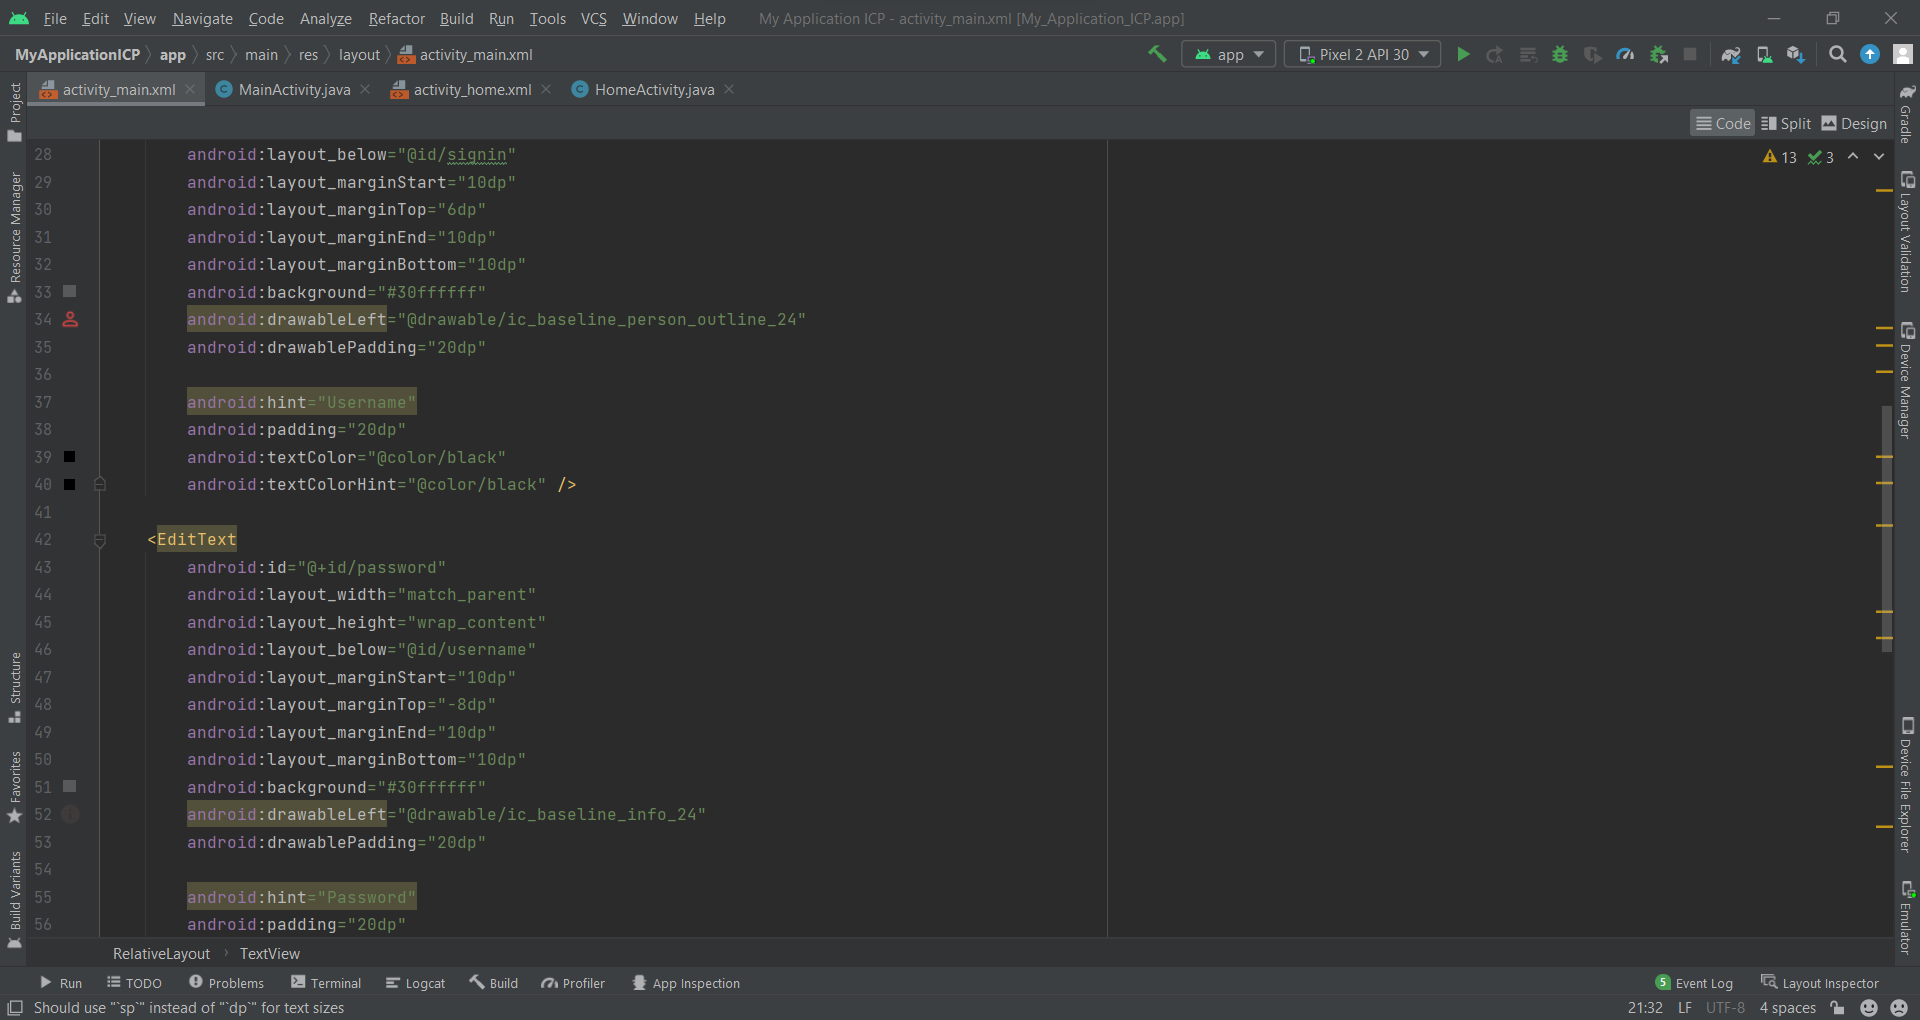 File Edit View Navigate Code Analyze Refactor Build Run Tools VCS Window Help My Application ICP - activity_main.xml [My_Application_ICP.app]
MyApplicationICP app src main res layout activity_main.xml app Pixel 2 API 30
activity_main.xml MainActivity.java activity_home.xml HomeActivity.java
Code Split Design
13 3
28 android:layout_below="@id/signin"
29 android:layout_marginStart="10dp"
30 android:layout_marginTop="6dp"
31 android:layout_marginEnd="10dp"
32 android:layout_marginBottom="10dp"
33 android:background="#30ffffff"
34 android:drawableLeft="@drawable/ic_baseline_person_outline_24"
35 android:drawablePadding="20dp"
36
37 android:hint="Username"
38 android:padding="20dp"
39 android:textColor="@color/black"
40 android:textColorHint="@color/black" />
41
42 <EditText
43 android:id="@+id/password"
44 android:layout_width="match_parent"
45 android:layout_height="wrap_content"
46 android:layout_below="@id/username"
47 android:layout_marginStart="10dp"
48 android:layout_marginTop="-8dp"
49 android:layout_marginEnd="10dp"
50 android:layout_marginBottom="10dp"
51 android:background="#30ffffff"
52 android:drawableLeft="@drawable/ic_baseline_info_24"
53 android:drawablePadding="20dp"
54
55 android:hint="Password"
56 android:padding="20dp"
Project
Resource Manager
Structure
Favorites
Build Variants
Gradle
Layout Validation
Device Manager
Device File Explorer
Emulator
RelativeLayout TextView
Run TODO Problems Terminal Logcat Build Profiler App Inspection 5 Event Log Layout Inspector
Should use "`sp`" instead of "`dp`" for text sizes 21:32 LF UTF-8 4 spaces